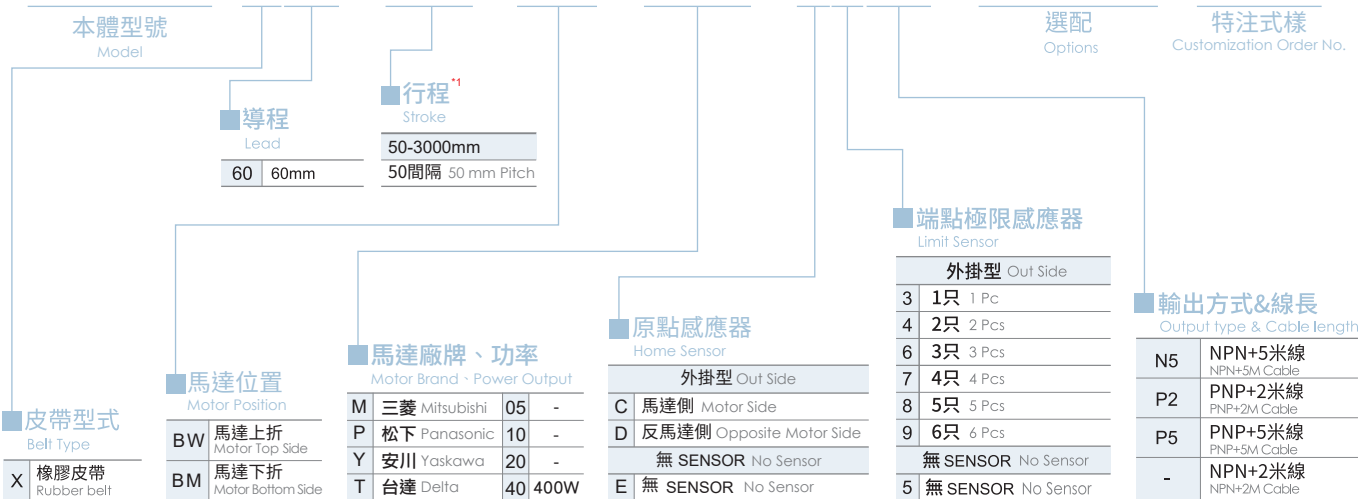 本體型號
Model
選配
Options
特注式樣
Customization Order No.
行程*1
Stroke
50-3000mm
50間隔 50 mm Pitch
導程
Lead
60 60mm
端點極限感應器
Limit Sensor
外掛型 Out Side
3 1只 1 Pc
4 2只 2 Pcs
6 3只 3 Pcs
7 4只 4 Pcs
8 5只 5 Pcs
9 6只 6 Pcs
無 SENSOR No Sensor
5 無 SENSOR No Sensor
輸出方式&線長
Output type & Cable length
N5 NPN+5米線
NPN+5M Cable
P2 PNP+2米線
PNP+2M Cable
P5 PNP+5米線
PNP+5M Cable
- NPN+2米線
NPN+2M Cable
原點感應器
Home Sensor
外掛型 Out Side
C 馬達側 Motor Side
D 反馬達側 Opposite Motor Side
無 SENSOR No Sensor
E 無 SENSOR No Sensor
馬達廠牌、功率
Motor Brand、Power Output
M 三菱 Mitsubishi 05 -
P 松下 Panasonic 10 -
Y 安川 Yaskawa 20 -
T 台達 Delta 40 400W
馬達位置
Motor Position
BW 馬達上折
Motor Top Side
BM 馬達下折
Motor Bottom Side
皮帶型式
Belt Type
X 橡膠皮帶
Rubber belt